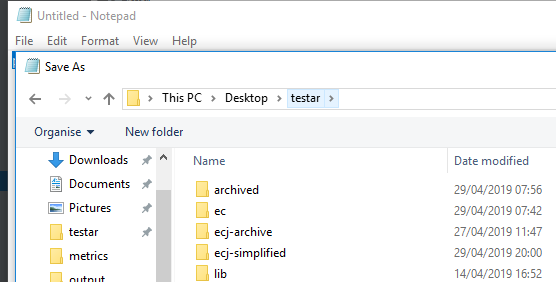 Untitled - Notepad
File Edit Format View Help
Save As
This PC Desktop testar
Organise New folder
Name Date modified
Downloads
Documents
Pictures
testar
metrics
output
archived 29/04/2019 07:56
ec 29/04/2019 07:42
ecj-archive 27/04/2019 11:47
ecj-simplified 29/04/2019 20:00
lib 14/04/2019 16:52